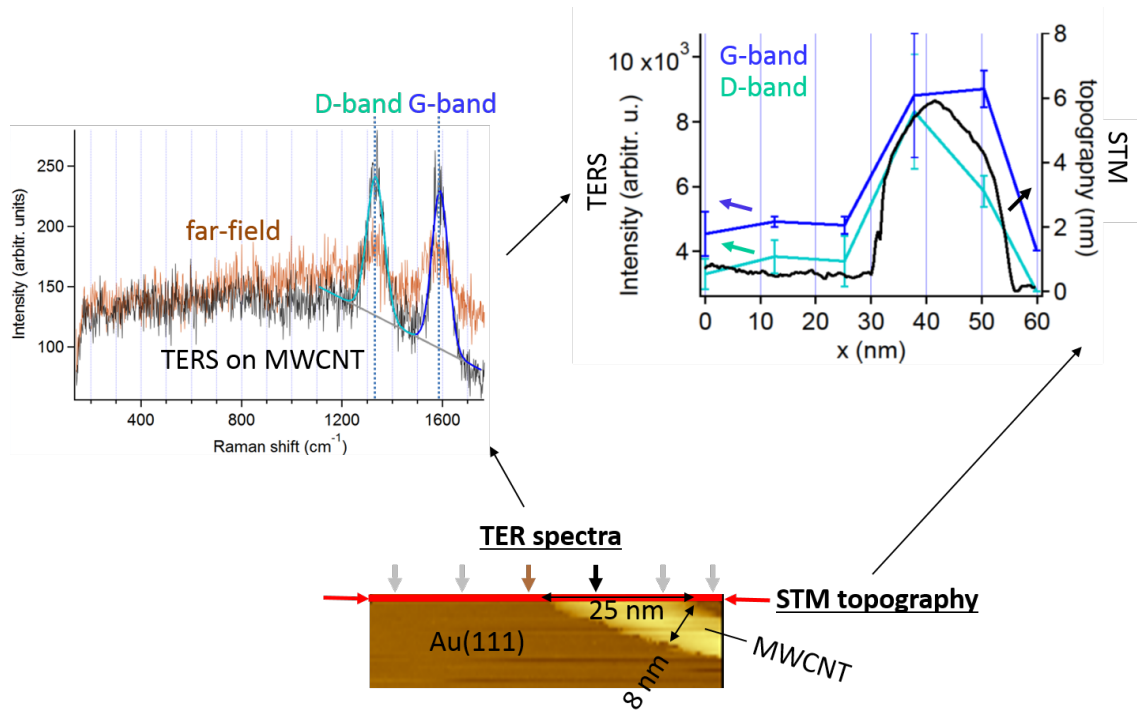 D-band G-band
250
200
150
100
Intensity (arbitr. units)
far-field
TERS on MWCNT
400 800 1200 1600
Raman shift (cm⁻¹)
10 x10³
8
6
4
TERS
Intensity (arbitr. u.)
G-band
D-band
8
6
4
2
0
topography (nm)
STM
0 10 20 30 40 50 60
x (nm)
TER spectra
25 nm
STM topography
Au(111)
8 nm
MWCNT